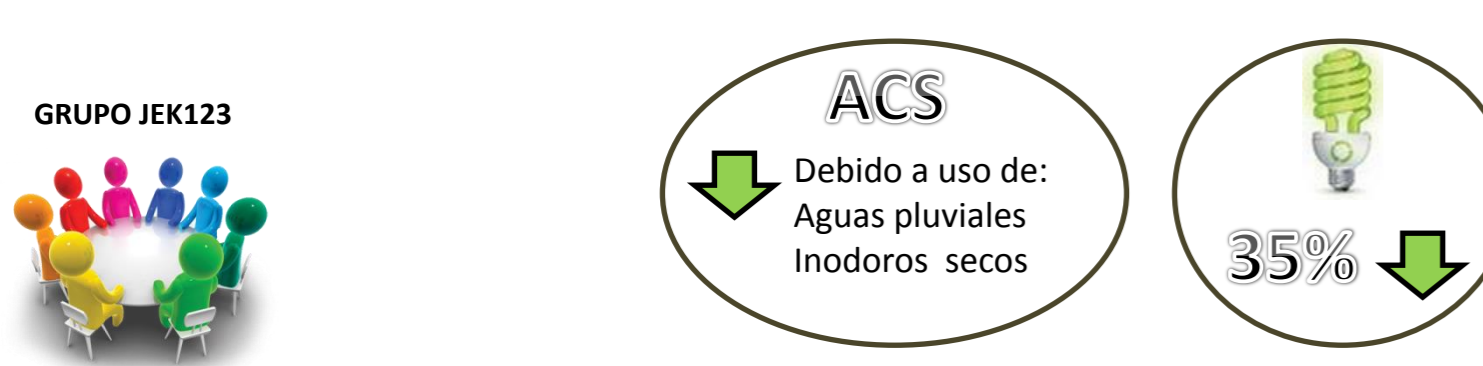 GRUPO JEK123
ACS
Debido a uso de:
Aguas pluviales
Inodoros secos
35%